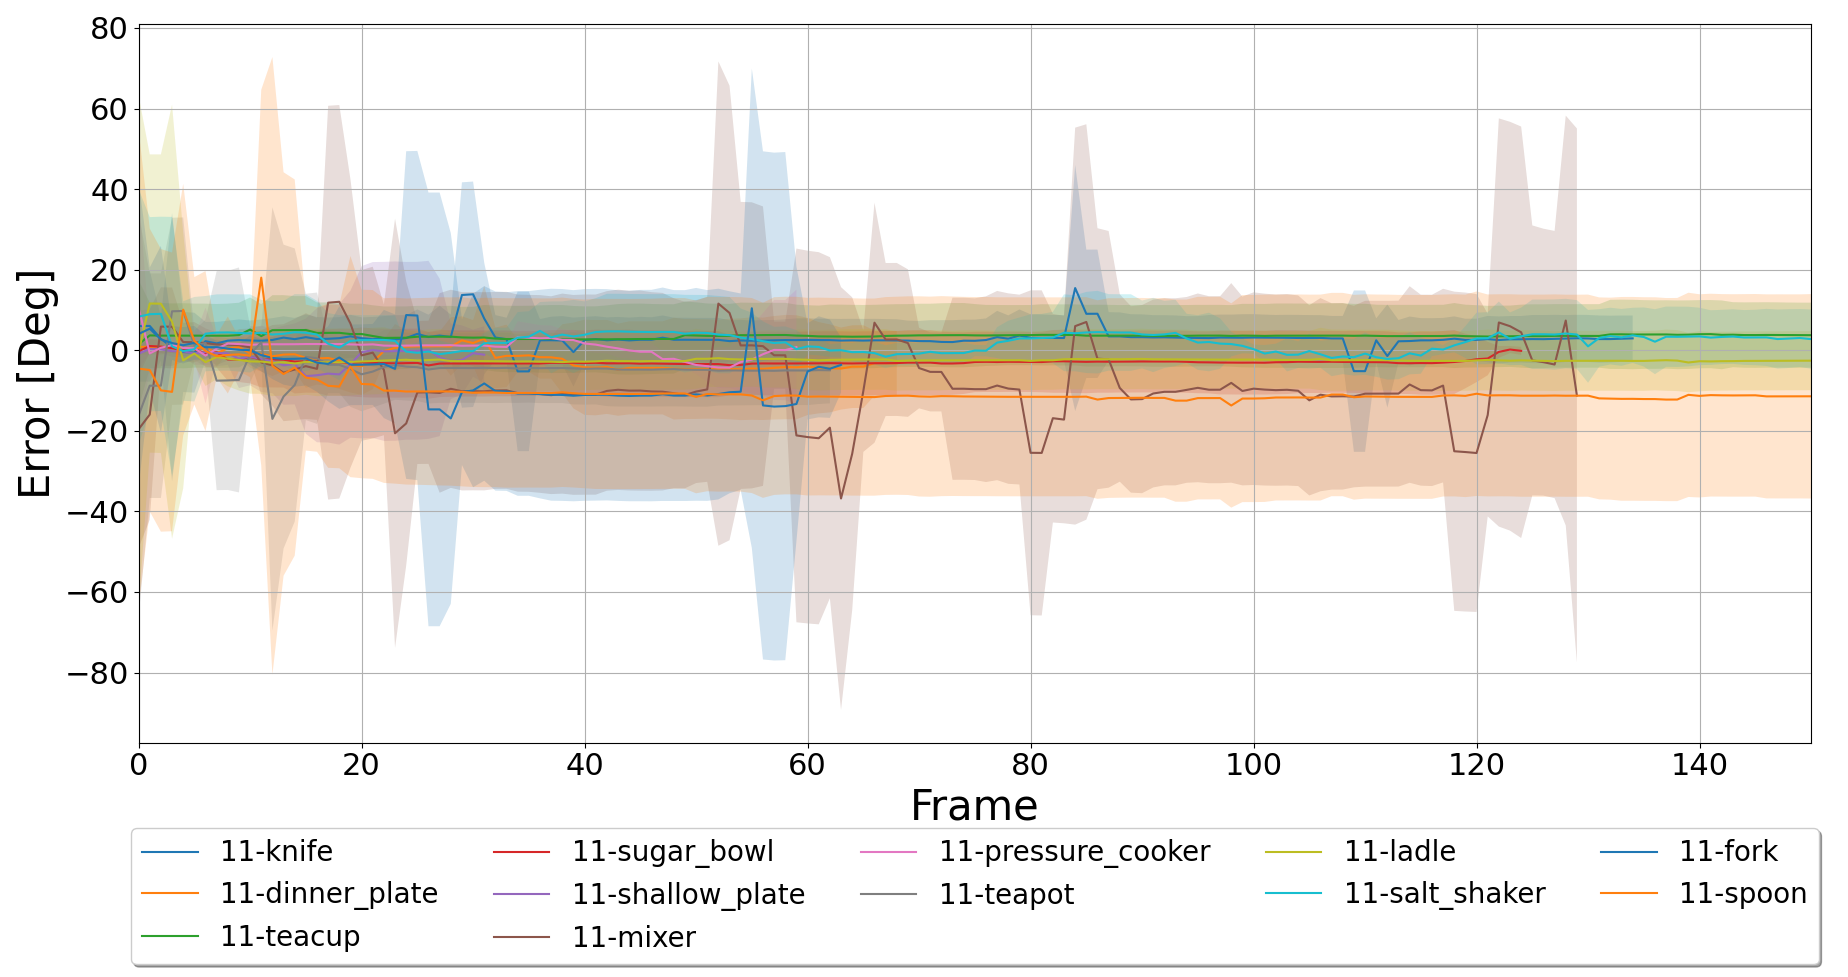 80
60
40
20
0
−20
−40
−60
−80
Error [Deg]
0 20 40 60 80 100 120 140
Frame
11-knife 11-sugar_bowl 11-pressure_cooker 11-ladle 11-fork
11-dinner_plate 11-shallow_plate 11-teapot 11-salt_shaker 11-spoon
11-teacup 11-mixer